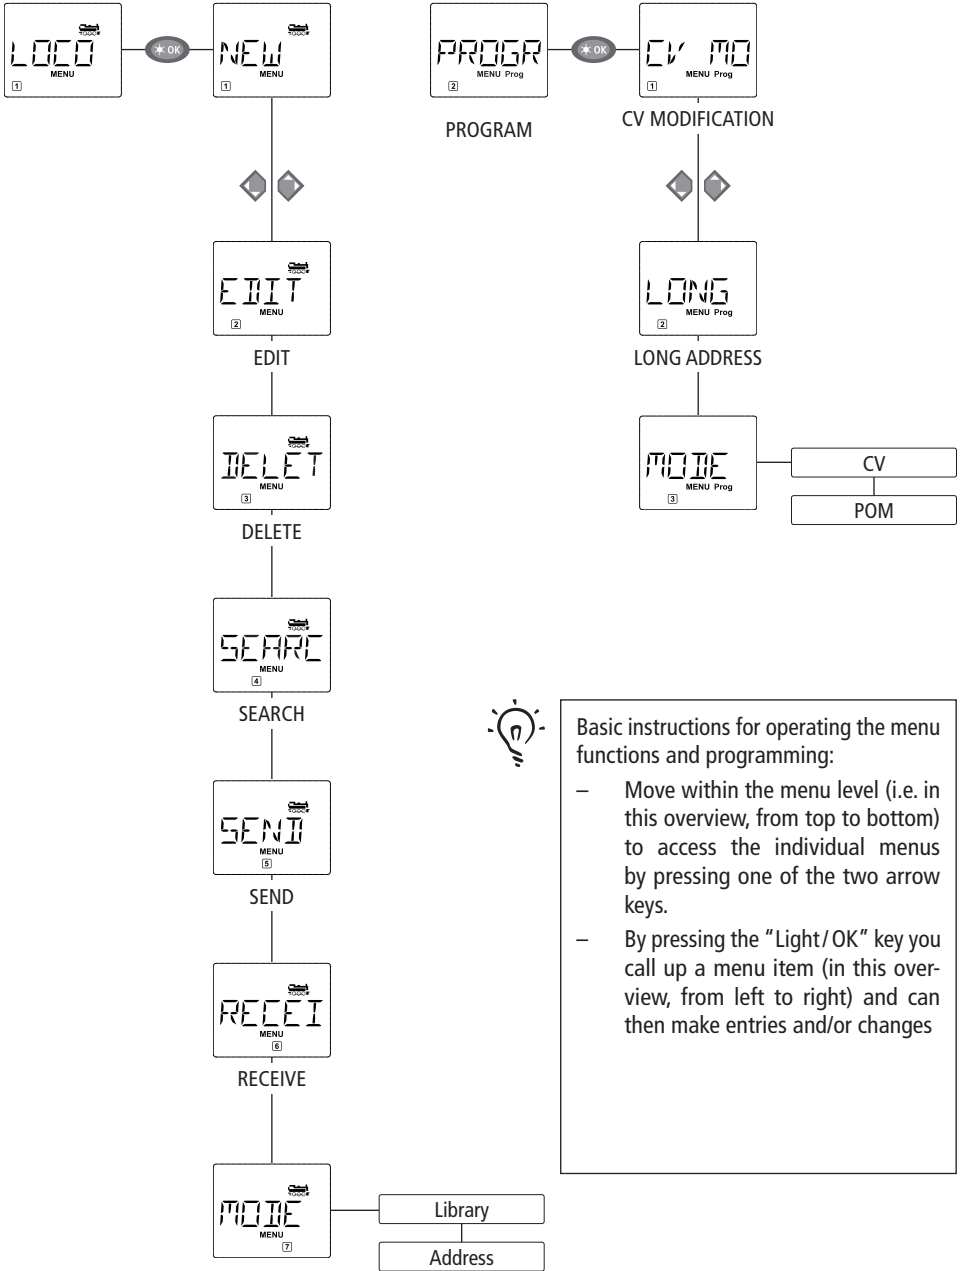 LOCO
MENU
1
OK
NEW
MENU
1
EDIT
MENU
2
EDIT
DELET
MENU
3
DELETE
SEARC
MENU
4
SEARCH
SEND
MENU
5
SEND
RECEI
MENU
6
RECEIVE
MODE
MENU
7
Library
Address
PROGR
MENU Prog
2
PROGRAM
OK
CV MO
MENU Prog
1
CV MODIFICATION
LONG
MENU Prog
2
LONG ADDRESS
MODE
MENU Prog
3
CV
POM
Basic instructions for operating the menu
functions and programming:
– Move within the menu level (i.e. in
this overview, from top to bottom)
to access the individual menus
by pressing one of the two arrow
keys.
– By pressing the "Light/OK" key you
call up a menu item (in this over-
view, from left to right) and can
then make entries and/or changes